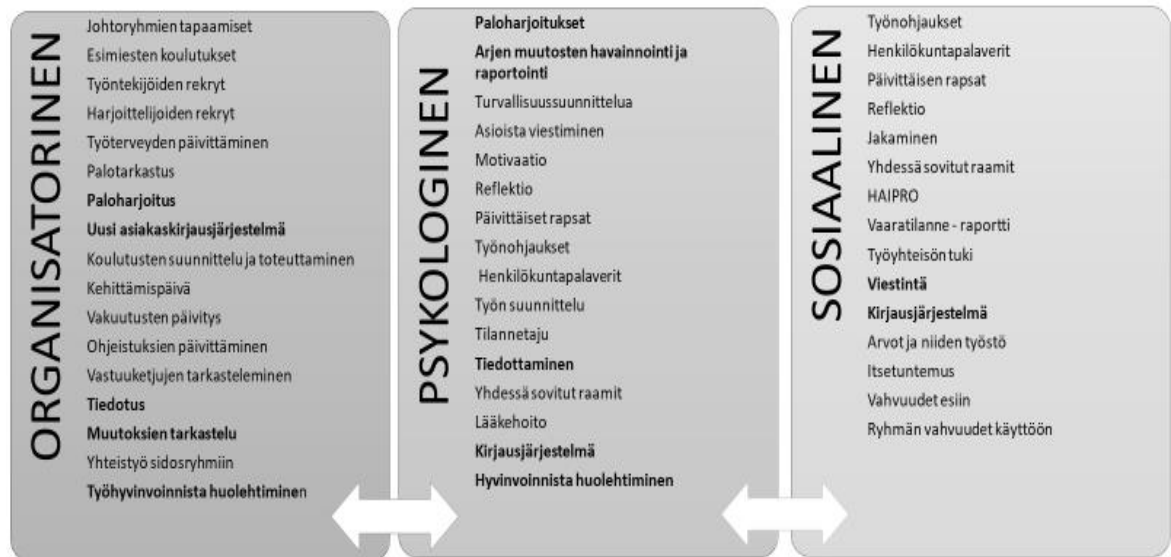 ORGANISATORINEN
Johtoryhmien tapaamiset
Esimiesten koulutukset
Työntekijöiden rekryt
Harjoittelijoiden rekryt
Työterveyden päivittäminen
Palotarkastus
Paloharjoitus
Uusi asiakaskirjausjärjestelmä
Koulutusten suunnittelu ja toteuttaminen
Kehittämispäivä
Vakuutusten päivitys
Ohjeistuksien päivittäminen
Vastuuketjujen tarkasteleminen
Tiedotus
Muutoksien tarkastelu
Yhteistyö sidosryhmiin
Työhyvinvoinnista huolehtiminen
PSYKOLOGINEN
Paloharjoitukset
Arjen muutosten havainnointi ja
raportointi
Turvallisuussuunnittelua
Asioista viestiminen
Motivaatio
Reflektio
Päivittäiset rapsat
Työnohjaukset
Henkilökuntapalaverit
Työn suunnittelu
Tilannetaju
Tiedottaminen
Yhdessä sovitut raamit
Lääkehoito
Kirjausjärjestelmä
Hyvinvoinnista huolehtiminen
SOSIAALINEN
Työnohjaukset
Henkilökuntapalaverit
Päivittäisen rapsat
Reflektio
Jakaminen
Yhdessä sovitut raamit
HAIPRO
Vaaratilanne - raportti
Työyhteisön tuki
Viestintä
Kirjausjärjestelmä
Arvot ja niiden työstö
Itsetuntemus
Vahvuudet esiin
Ryhmän vahvuudet käyttöön